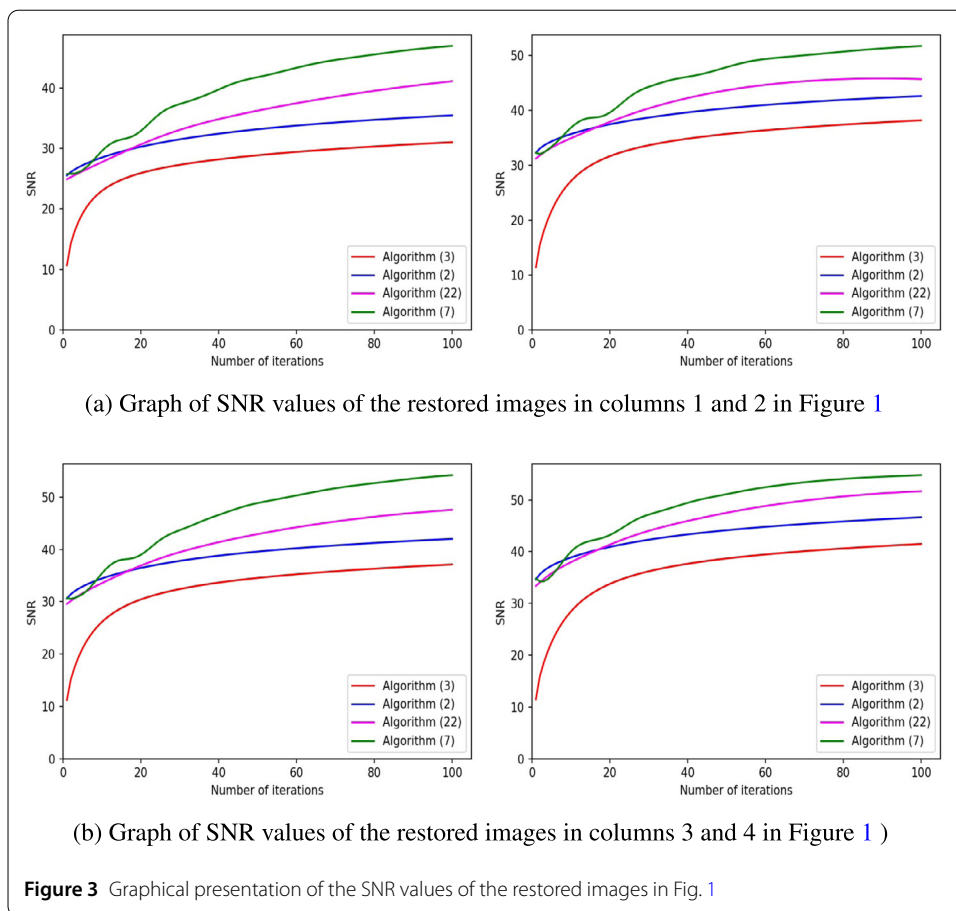 40
30
20
10
0
SNR
0 20 40 60 80 100
Number of iterations
Algorithm (3)
Algorithm (2)
Algorithm (22)
Algorithm (7)
50
40
30
20
10
0
SNR
0 20 40 60 80 100
Number of iterations
Algorithm (3)
Algorithm (2)
Algorithm (22)
Algorithm (7)
(a) Graph of SNR values of the restored images in columns 1 and 2 in Figure 1
50
40
30
20
10
0
SNR
0 20 40 60 80 100
Number of iterations
Algorithm (3)
Algorithm (2)
Algorithm (22)
Algorithm (7)
50
40
30
20
10
0
SNR
0 20 40 60 80 100
Number of iterations
Algorithm (3)
Algorithm (2)
Algorithm (22)
Algorithm (7)
(b) Graph of SNR values of the restored images in columns 3 and 4 in Figure 1 )
Figure 3 Graphical presentation of the SNR values of the restored images in Fig. 1